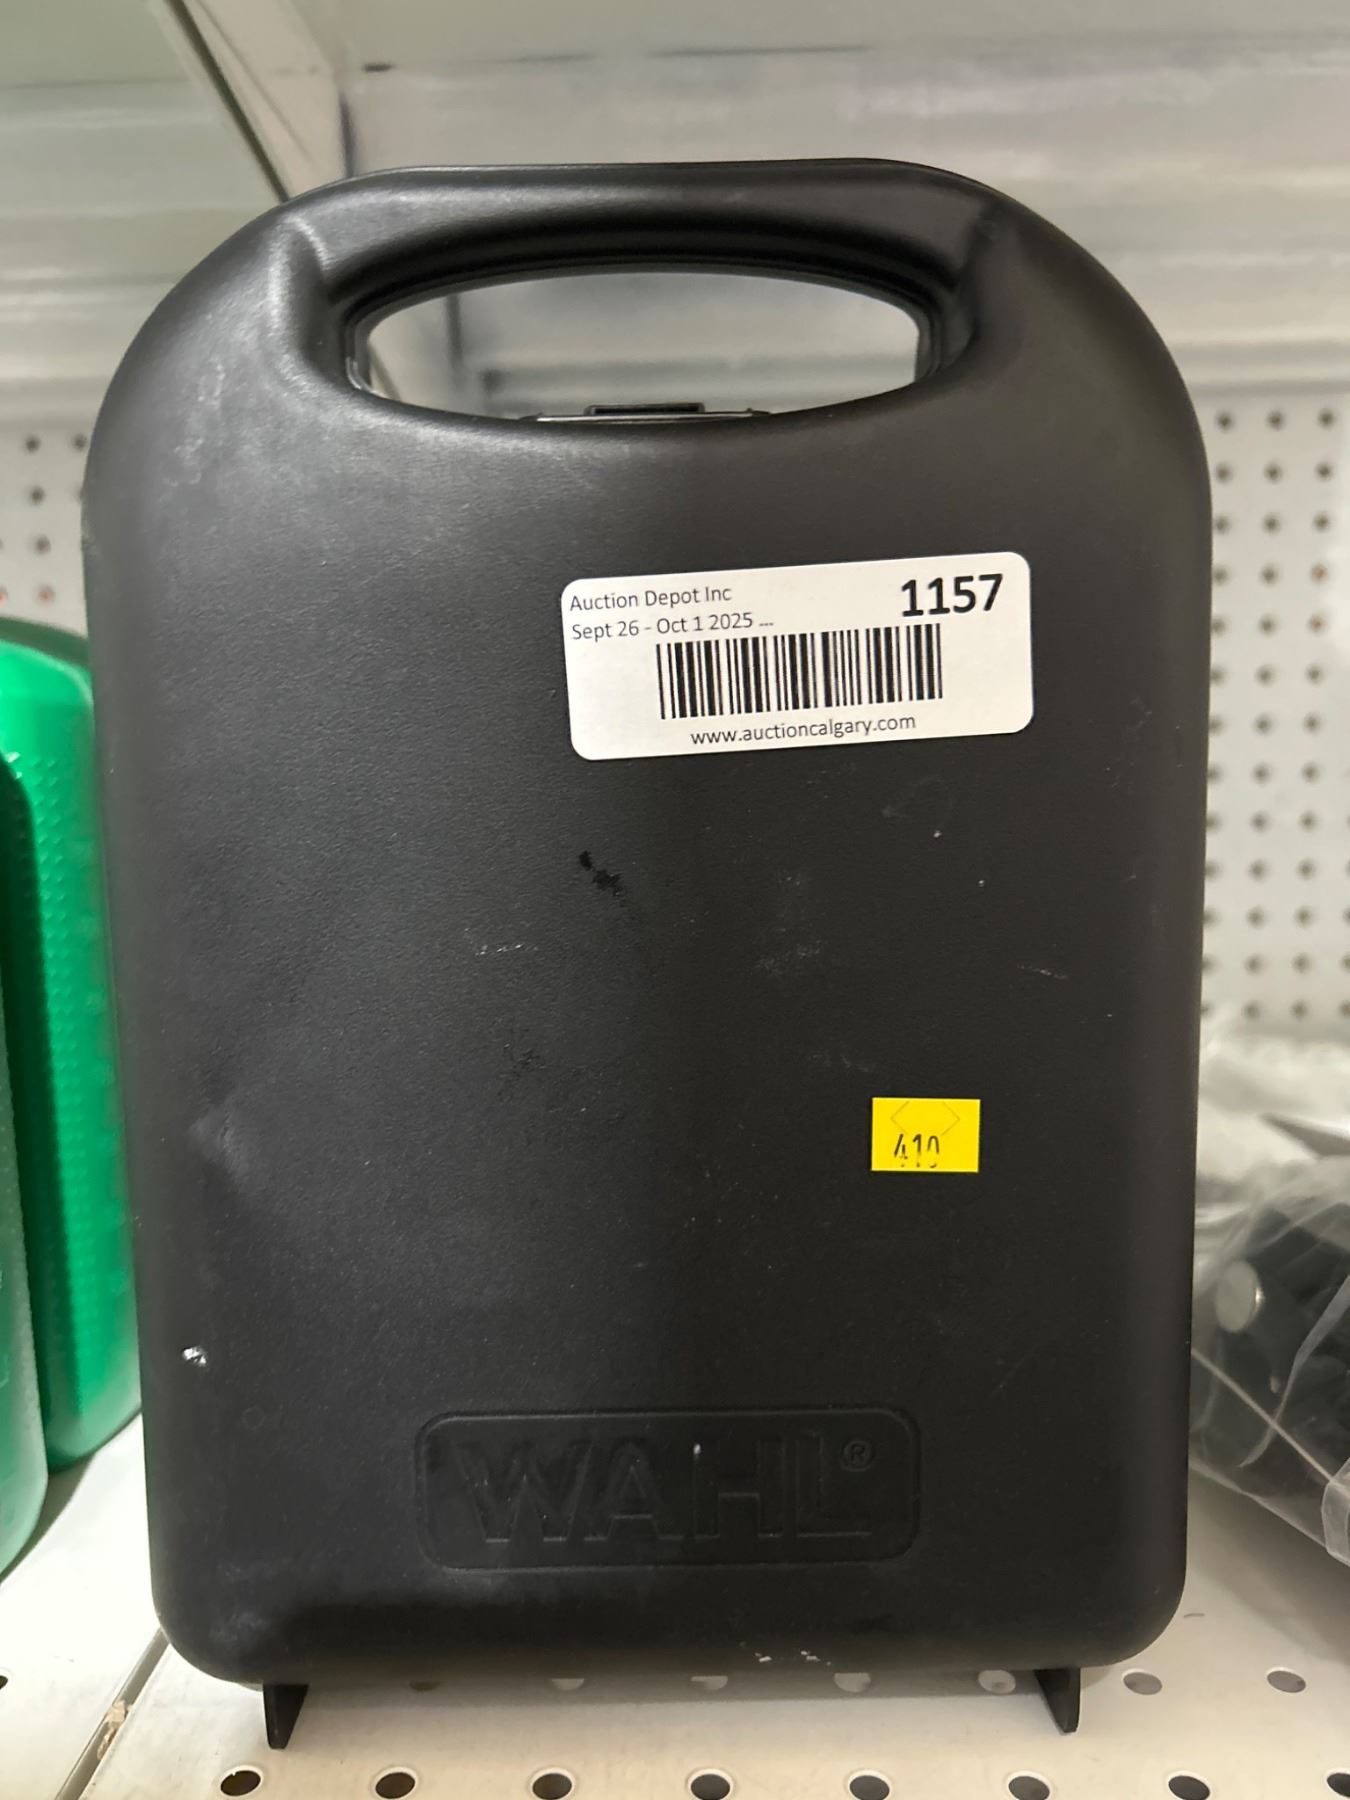 Auction Depot Inc
1157
Sept 26 - Oct 1 2025 ...
www.auctioncalgary.com
410
WAHL®